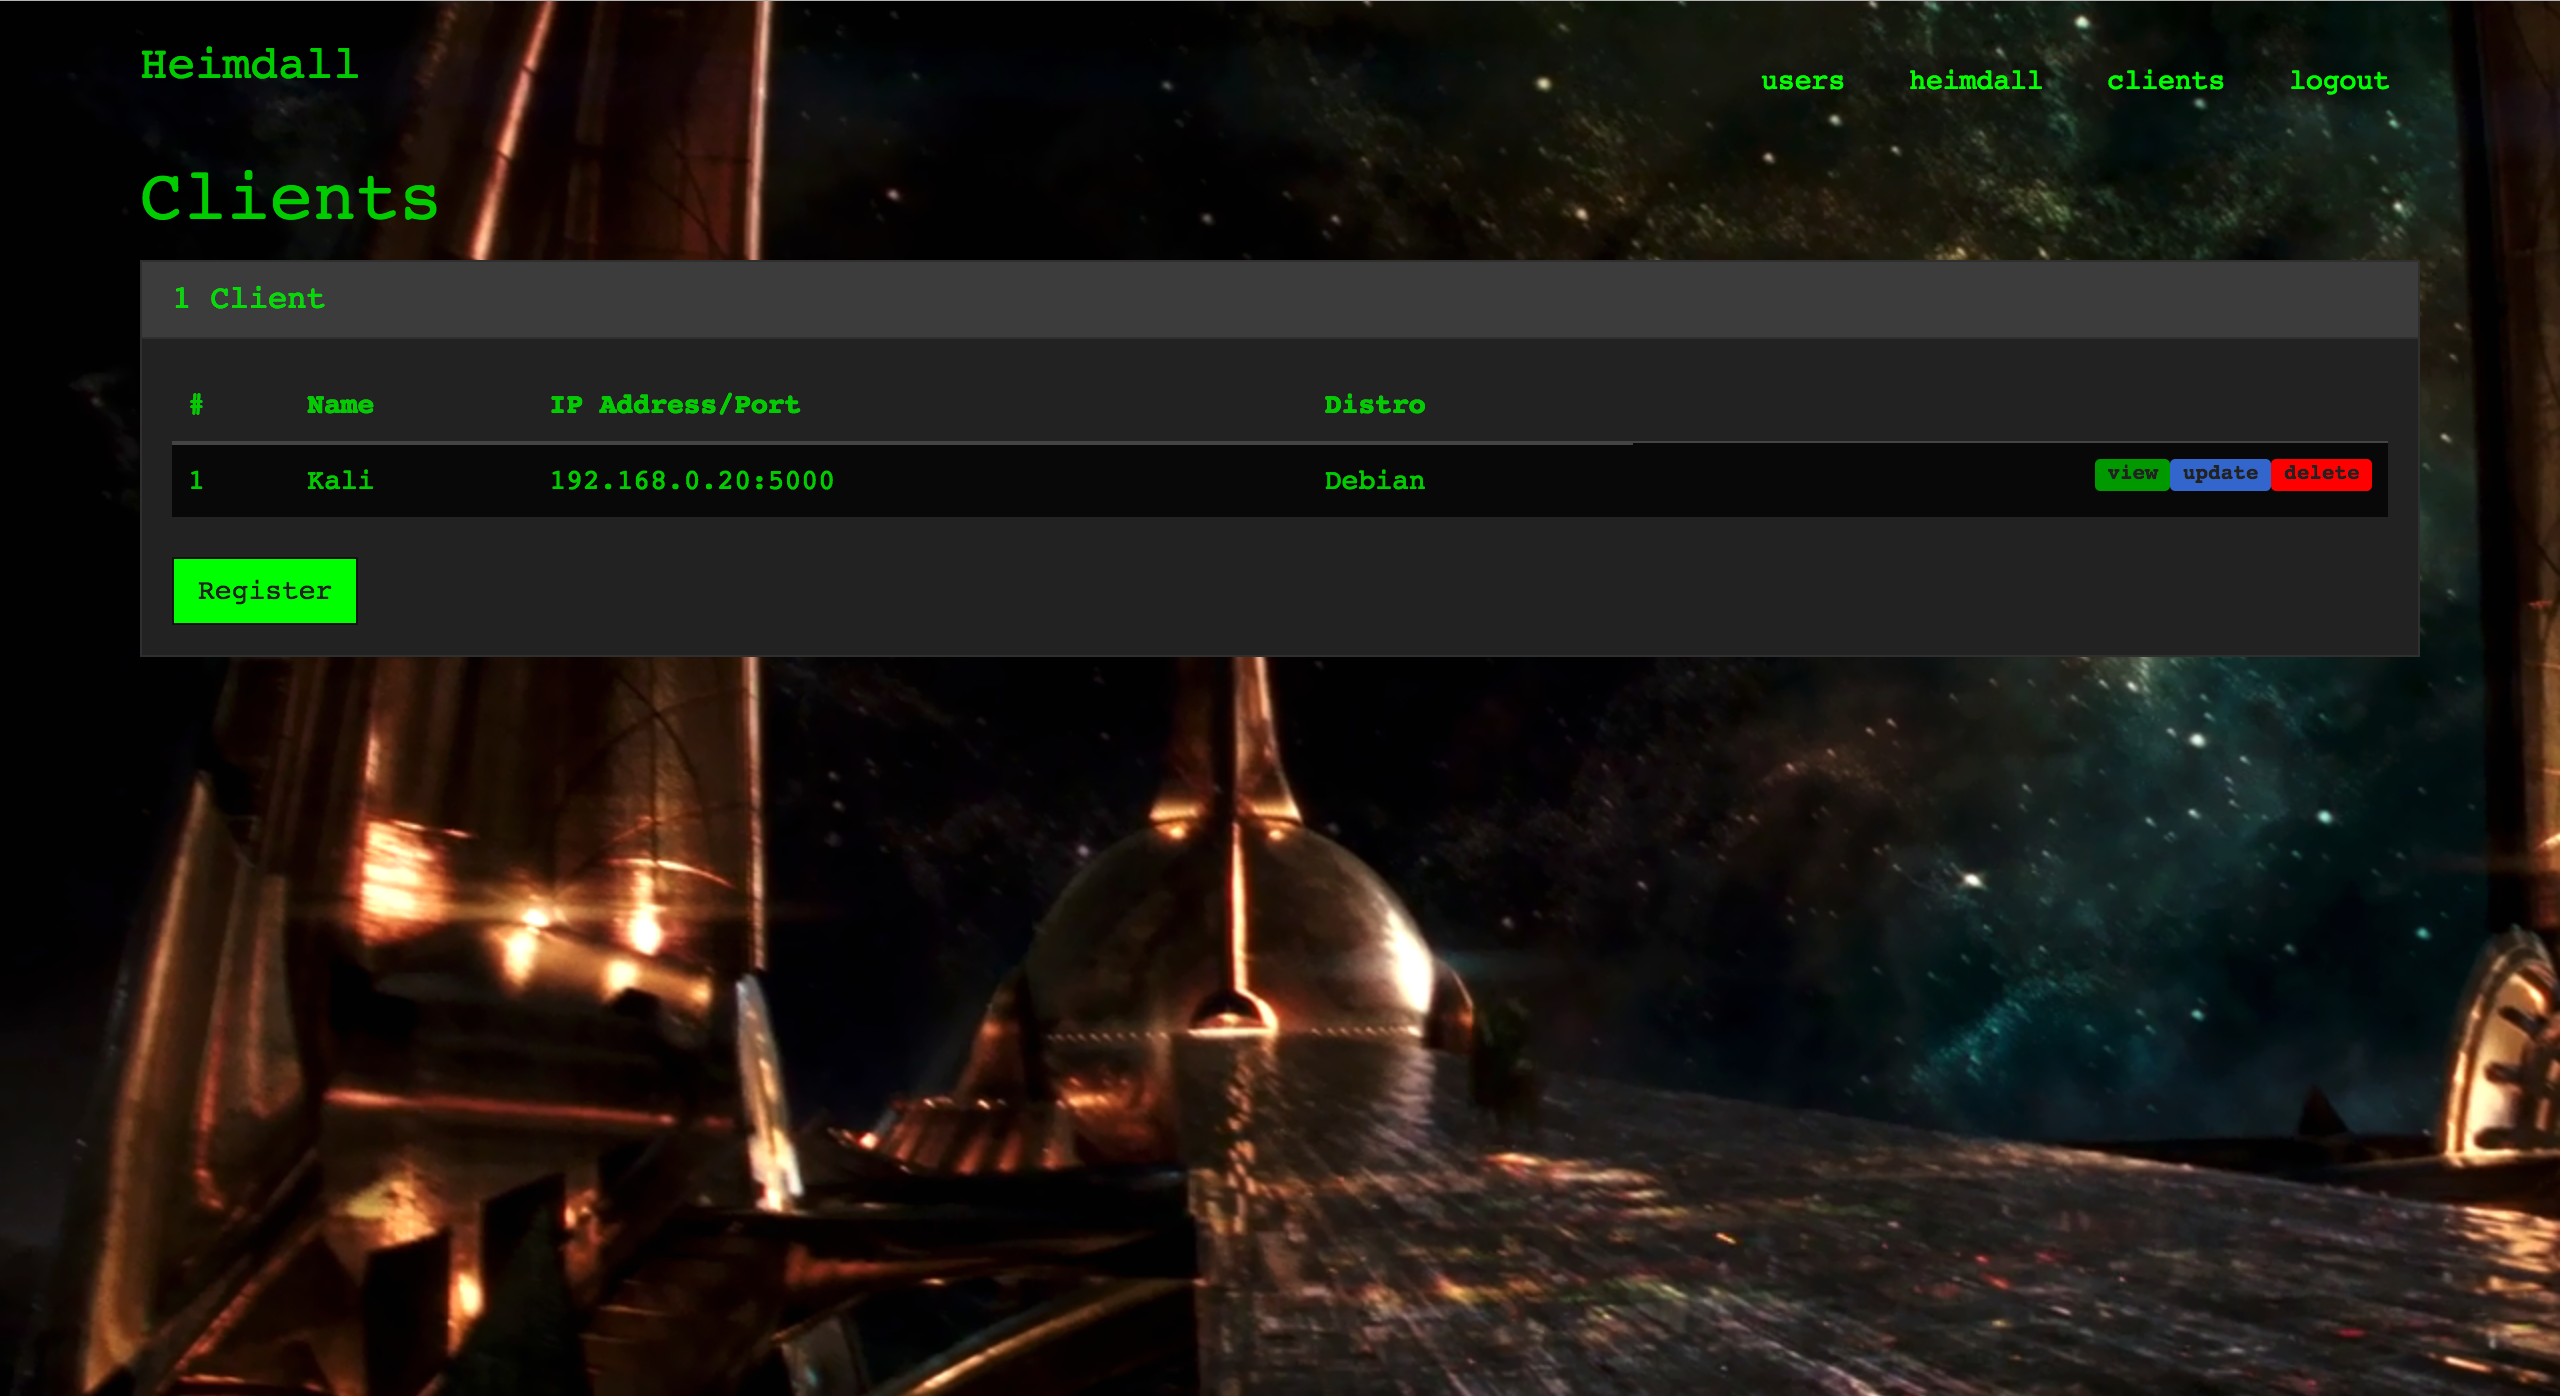 Heimdall
users heimdall clients logout
Clients
1 Client
# Name IP Address/Port Distro
1 Kali 192.168.0.20:5000 Debian view update delete
Register